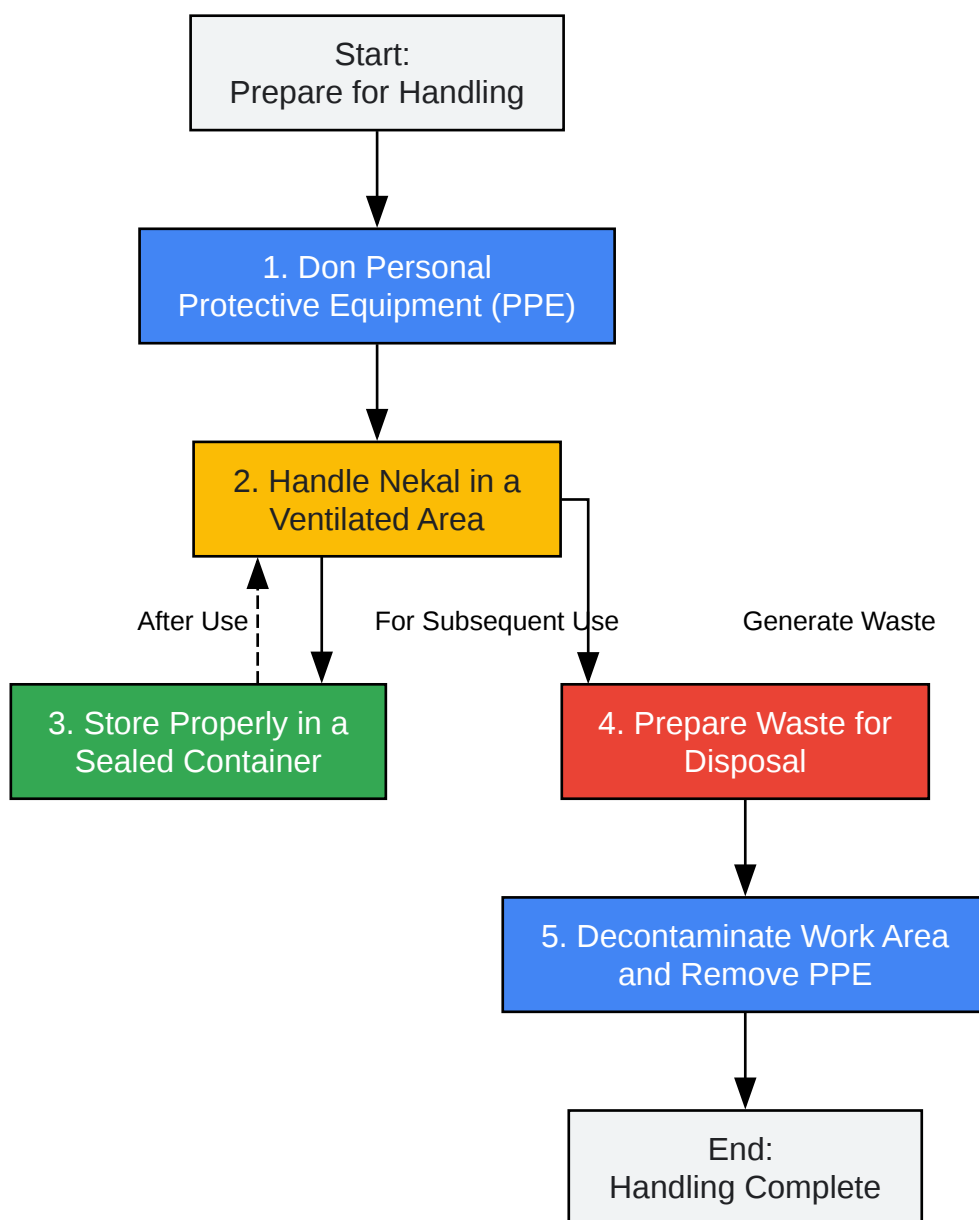 Start:
Prepare for Handling
1. Don Personal
Protective Equipment (PPE)
2. Handle Nekal in a
Ventilated Area
After Use
For Subsequent Use
Generate Waste
3. Store Properly in a
Sealed Container
4. Prepare Waste for
Disposal
5. Decontaminate Work Area
and Remove PPE
End:
Handling Complete